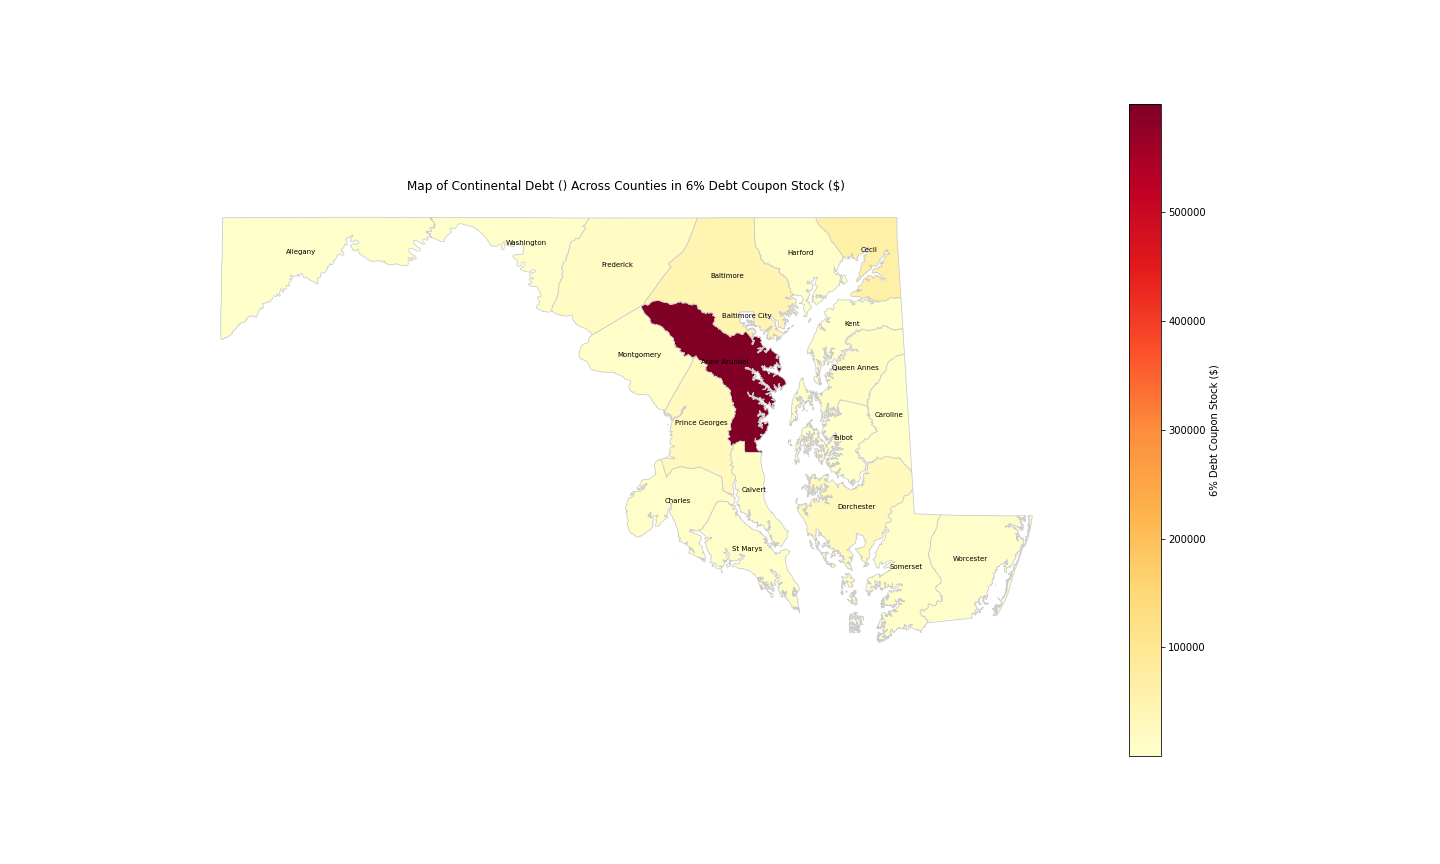 Map of Continental Debt () Across Counties in 6% Debt Coupon Stock ($)
Allegany
Washington
Frederick
Baltimore
Harford
Cecil
Baltimore City
Kent
Montgomery
Anne Arundel
Queen Annes
Caroline
Prince Georges
Talbot
Calvert
Charles
Dorchester
St Marys
Somerset
Worcester
500000
400000
300000
200000
100000
6% Debt Coupon Stock ($)